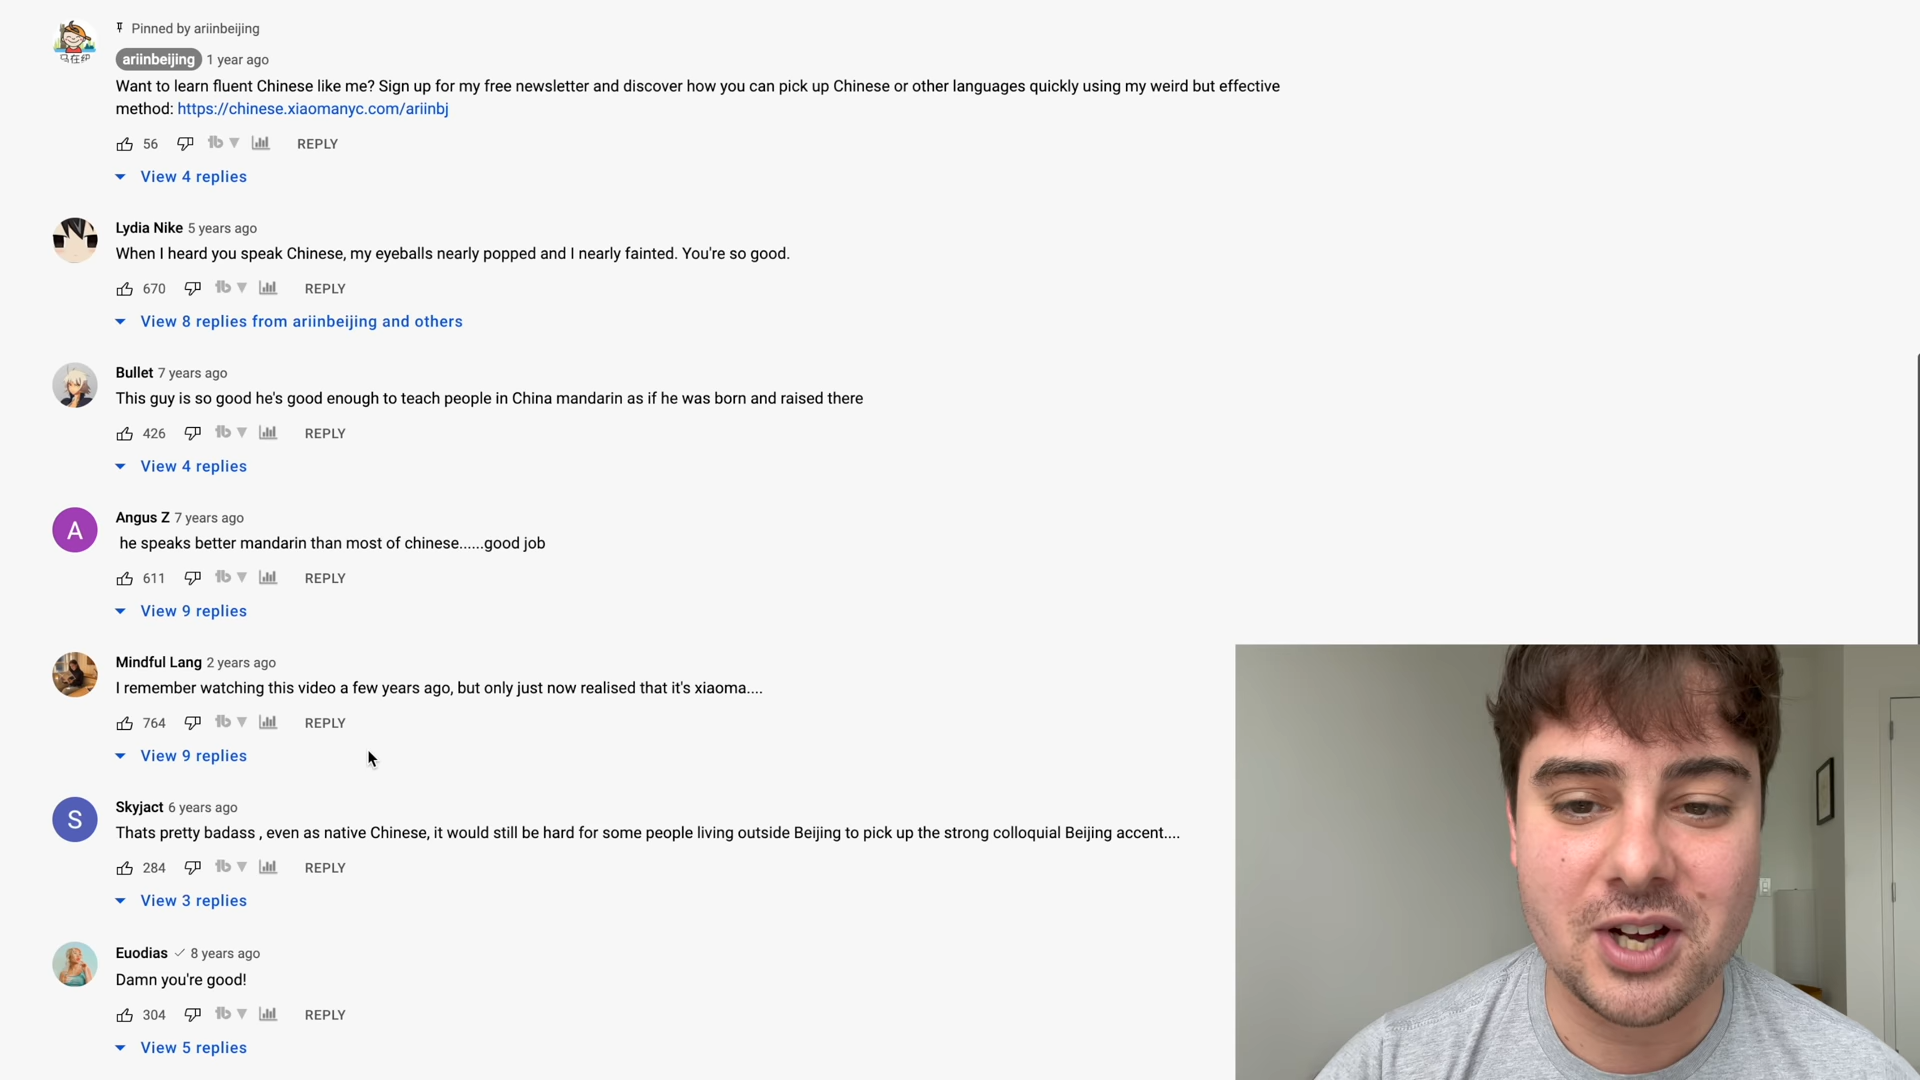 Pinned by ariinbeijing
ariinbeijing 1 year ago
Want to learn fluent Chinese like me? Sign up for my free newsletter and discover how you can pick up Chinese or other languages quickly using my weird but effective
method: https://chinese.xiaomanyc.com/ariinbj
56 REPLY
View 4 replies
Lydia Nike 5 years ago
When I heard you speak Chinese, my eyeballs nearly popped and I nearly fainted. You're so good.
670 REPLY
View 8 replies from ariinbeijing and others
Bullet 7 years ago
This guy is so good he's good enough to teach people in China mandarin as if he was born and raised there
426 REPLY
View 4 replies
A
Angus Z 7 years ago
he speaks better mandarin than most of chinese......good job
611 REPLY
View 9 replies
Mindful Lang 2 years ago
I remember watching this video a few years ago, but only just now realised that it's xiaoma....
764 REPLY
View 9 replies
S
Skyjact 6 years ago
Thats pretty badass , even as native Chinese, it would still be hard for some people living outside Beijing to pick up the strong colloquial Beijing accent....
284 REPLY
View 3 replies
Euodias 8 years ago
Damn you're good!
304 REPLY
View 5 replies